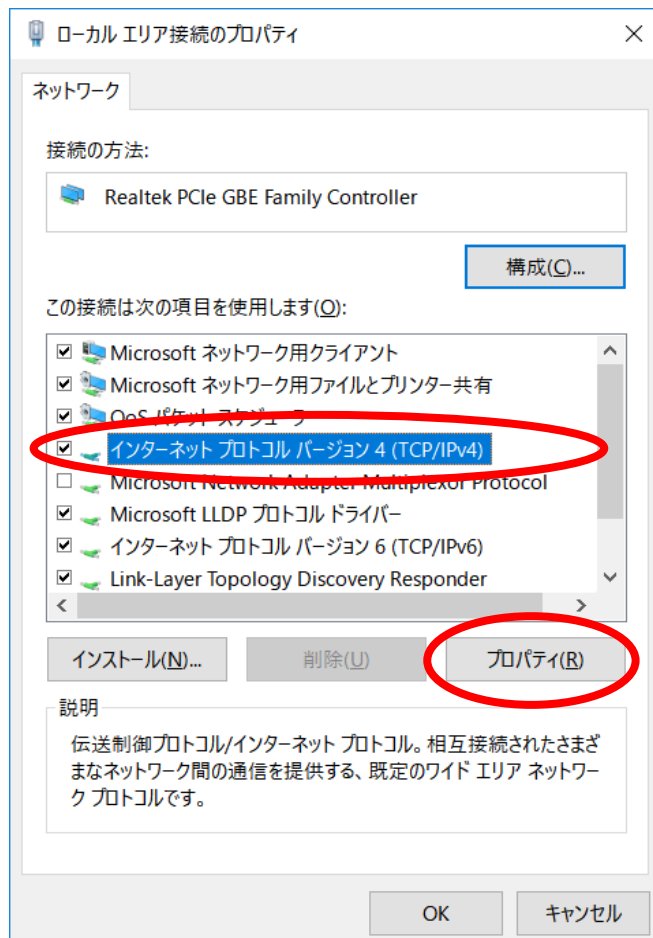 ローカル エリア接続のプロパティ
ネットワーク
接続の方法:
Realtek PCIe GBE Family Controller
構成(C)...
この接続は次の項目を使用します(O):
Microsoft ネットワーク用クライアント
Microsoft ネットワーク用ファイルとプリンター共有
QoS パケット スケジューラ
インターネット プロトコル バージョン 4 (TCP/IPv4)
Microsoft Network Adapter Multiplexor Protocol
Microsoft LLDP プロトコル ドライバー
インターネット プロトコル バージョン 6 (TCP/IPv6)
Link-Layer Topology Discovery Responder
インストール(N)... 削除(U) プロパティ(R)
説明
伝送制御プロトコル/インターネット プロトコル。相互接続されたさまざ
まなネットワーク間の通信を提供する、既定のワイド エリア ネットワー
ク プロトコルです。
OK キャンセル